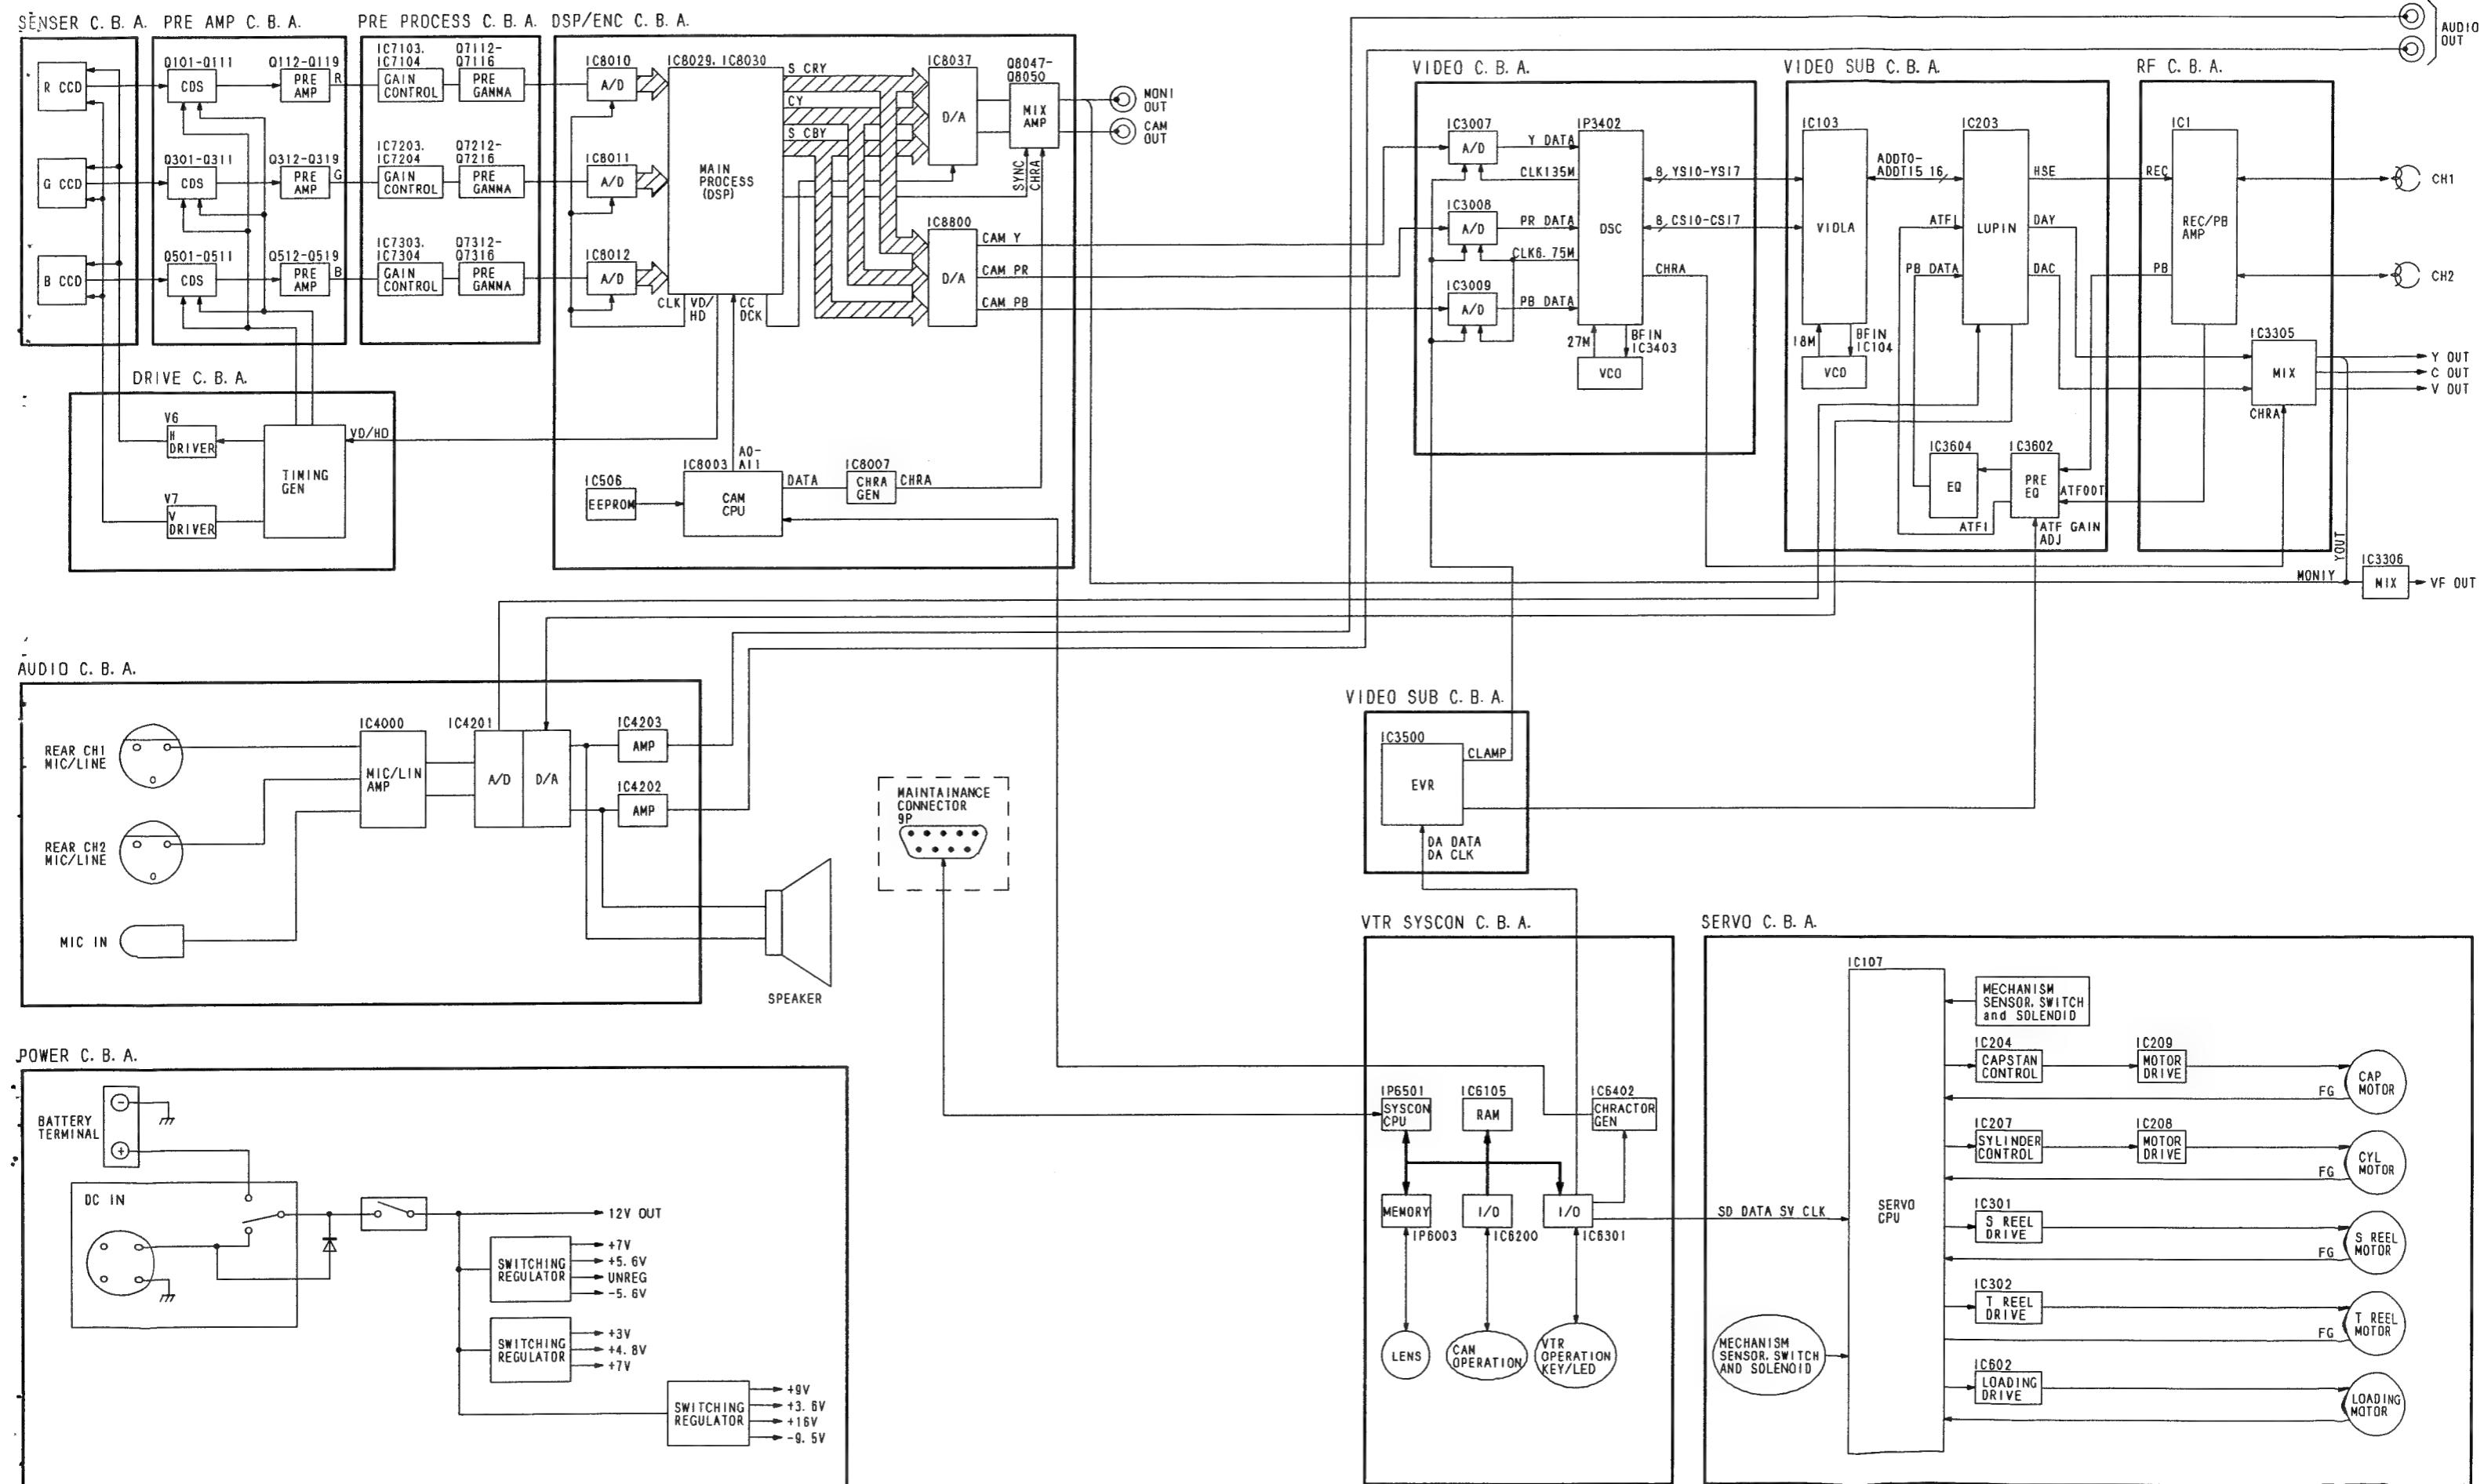 SENSER C. B. A.
PRE AMP C. B. A.
PRE PROCESS C. B. A.
DSP/ENC C. B. A.
R CCD
G CCD
B CCD
Q101-Q111
CDS
Q112-Q119
PRE
AMP
R
Q301-Q311
CDS
Q312-Q319
PRE
AMP
G
Q501-Q511
CDS
Q512-Q519
PRE
AMP
B
IC7103.
IC7104
GAIN
CONTROL
Q7112-
Q7116
PRE
GANNA
IC7203.
IC7204
GAIN
CONTROL
Q7212-
Q7216
PRE
GANNA
IC7303.
IC7304
GAIN
CONTROL
Q7312-
Q7316
PRE
GANNA
IC8010
A/D
IC8011
A/D
IC8012
A/D
IC8029. IC8030
MAIN
PROCESS
(DSP)
S CRY
CY
S CBY
CLK
VD/
HD
CC
DCK
IC8037
D/A
Q8047-
Q8050
MIX
AMP
SYNC
CHRA
MONI
OUT
CAM
OUT
IC8800
D/A
CAM Y
CAM PR
CAM PB
A0-
A11
IC8003
CAM
CPU
IC506
EEPROM
DATA
IC8007
CHRA
GEN
CHRA
DRIVE C. B. A.
V6
H
DRIVER
V7
V
DRIVER
TIMING
GEN
VD/HD
VIDEO C. B. A.
IC3007
A/D
Y DATA
CLK135M
IC3008
A/D
PR DATA
CLK6. 75M
IC3009
A/D
PB DATA
IP3402
DSC
8 YS10-YS17
8 CS10-CS17
CHRA
27M
BFIN
IC3403
VCO
VIDEO SUB C. B. A.
IC103
VIDLA
ADDT0-
ADDT15 16
18M
BFIN
IC104
VCO
IC203
LUPIN
HSE
DAY
DAC
ATFI
PB DATA
IC3604
EQ
IC3602
PRE
EQ
ATFOOT
ATFI
ATF GAIN
ADJ
RF C. B. A.
IC1
REC/PB
AMP
REC
PB
CH1
CH2
IC3305
MIX
CHRA
Y OUT
C OUT
V OUT
YOUT
MONIY
IC3306
MIX
VF OUT
AUDIO
OUT
AUDIO C. B. A.
REAR CH1
MIC/LINE
REAR CH2
MIC/LINE
MIC IN
IC4000
MIC/LIN
AMP
IC4201
A/D
D/A
IC4203
AMP
IC4202
AMP
SPEAKER
MAINTAINANCE
CONNECTOR
9P
VIDEO SUB C. B. A.
IC3500
EVR
CLAMP
DA DATA
DA CLK
POWER C. B. A.
BATTERY
TERMINAL
DC IN
12V OUT
SWITCHING
REGULATOR
+7V
+5. 6V
UNREG
-5. 6V
SWITCHING
REGULATOR
+3V
+4. 8V
+7V
SWITCHING
REGULATOR
+9V
+3. 6V
+16V
-9. 5V
VTR SYSCON C. B. A.
IP6501
SYSCON
CPU
IC6105
RAM
IC6402
CHRACTOR
GEN
MEMORY
IP6003
I/O
IC6200
I/O
IC6301
LENS
CAN
OPERATION
VTR
OPERATION
KEY/LED
SD DATA SV CLK
SERVO C. B. A.
IC107
SERVO
CPU
MECHANISM
SENSOR. SWITCH
and SOLENOID
IC204
CAPSTAN
CONTROL
IC209
MOTOR
DRIVE
FG
CAP
MOTOR
IC207
SYLINDER
CONTROL
IC208
MOTOR
DRIVE
FG
CYL
MOTOR
IC301
S REEL
DRIVE
FG
S REEL
MOTOR
IC302
T REEL
DRIVE
FG
T REEL
MOTOR
IC602
LOADING
DRIVE
LOADING
MOTOR
MECHANISM
SENSOR. SWITCH
AND SOLENOID